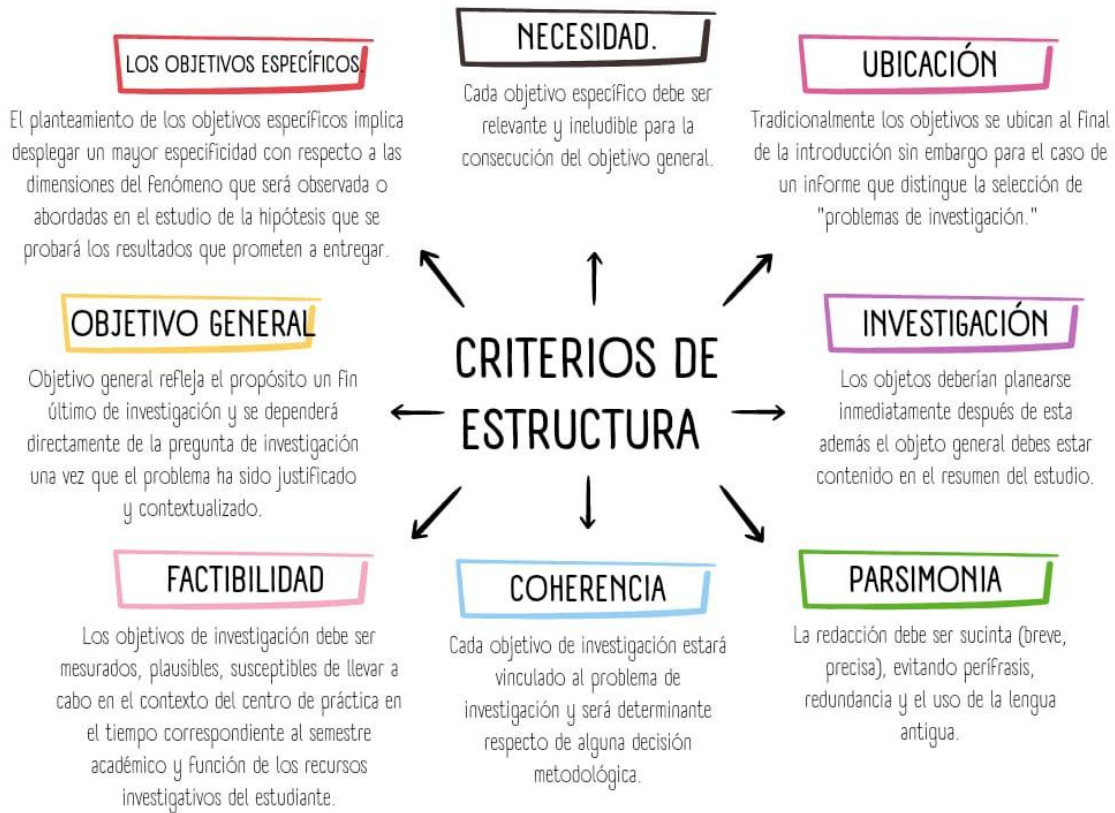 LOS OBJETIVOS ESPECÍFICOS.
El planteamiento de los objetivos específicos implica
desplegar un mayor especificidad con respecto a las
dimensiones del fenómeno que será observada o
abordadas en el estudio de la hipótesis que se
probará los resultados que prometen a entregar.
NECESIDAD.
Cada objetivo específico debe ser
relevante y ineludible para la
consecución del objetivo general.
UBICACIÓN
Tradicionalmente los objetivos se ubican al final
de la introducción sin embargo para el caso de
un informe que distingue la selección de
"problemas de investigación."
OBJETIVO GENERAL
Objetivo general refleja el propósito un fin
último de investigación y se dependerá
directamente de la pregunta de investigación
una vez que el problema ha sido justificado
y contextualizado.
CRITERIOS DE
ESTRUCTURA
INVESTIGACIÓN
Los objetos deberían planearse
inmediatamente después de esta
además el objeto general debes estar
contenido en el resumen del estudio.
FACTIBILIDAD
Los objetivos de investigación debe ser
mesurados, plausibles, susceptibles de llevar a
cabo en el contexto del centro de práctica en
el tiempo correspondiente al semestre
académico y función de los recursos
investigativos del estudiante.
COHERENCIA
Cada objetivo de investigación estará
vinculado al problema de
investigación y será determinante
respecto de alguna decisión
metodológica.
PARSIMONIA
La redacción debe ser sucinta (breve,
precisa), evitando perífrasis,
redundancia y el uso de la lengua
antigua.